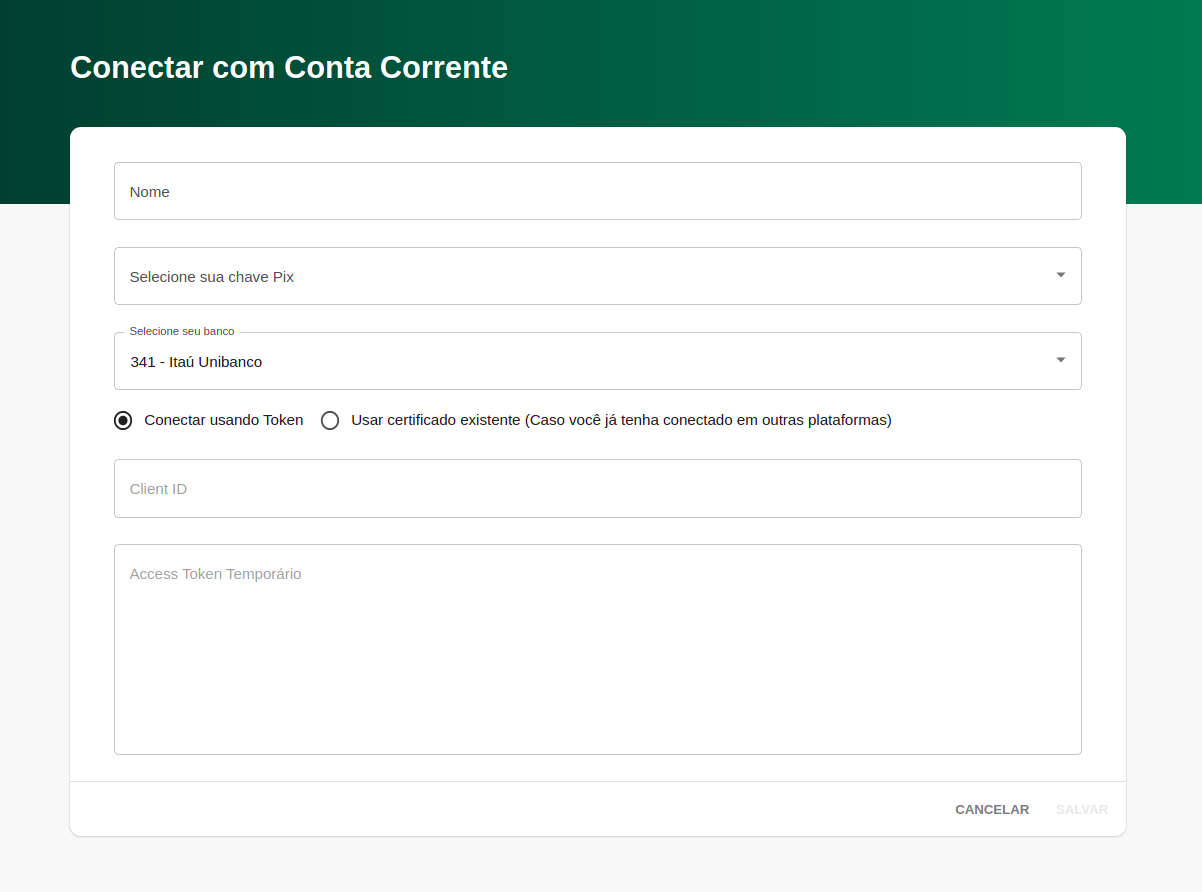 Conectar com Conta Corrente
Nome
Selecione sua chave Pix
Selecione seu banco
341 - Itaú Unibanco
Conectar usando Token
Usar certificado existente (Caso você já tenha conectado em outras plataformas)
Client ID
Access Token Temporário
CANCELAR
SALVAR